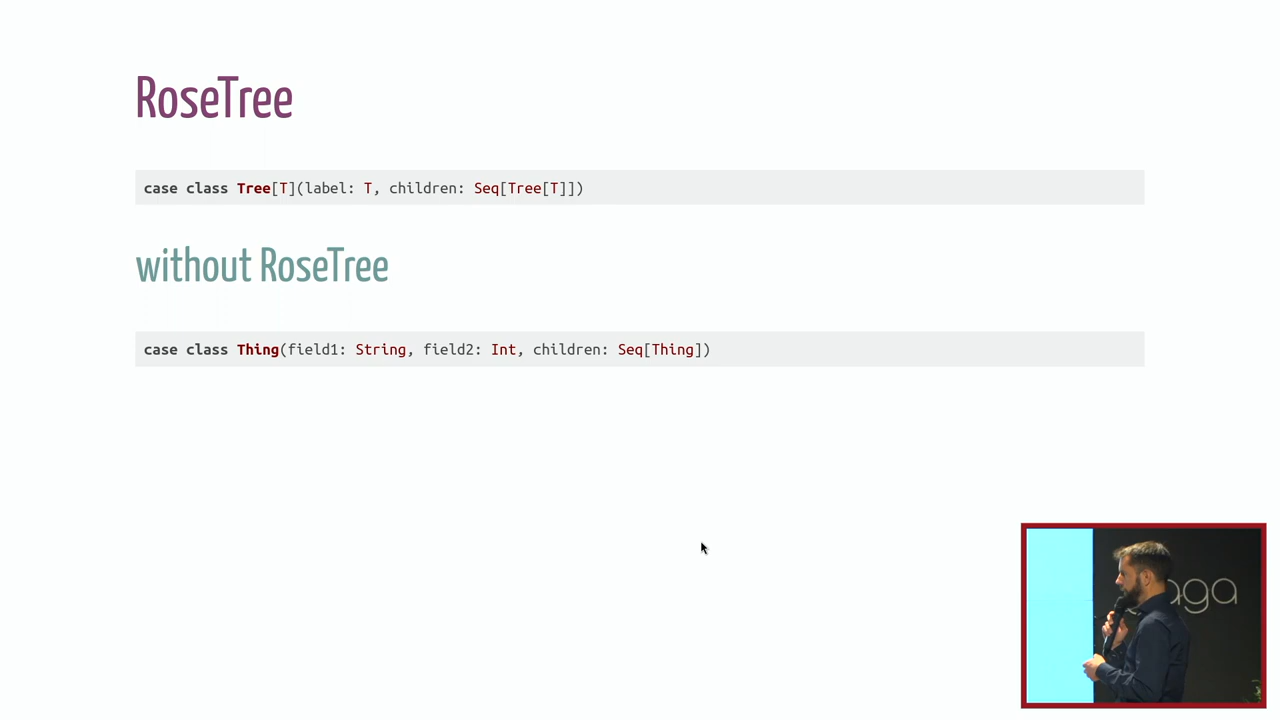 RoseTree
case class Tree[T](label: T, children: Seq[Tree[T]])
without RoseTree
case class Thing(field1: String, field2: Int, children: Seq[Thing])
aga